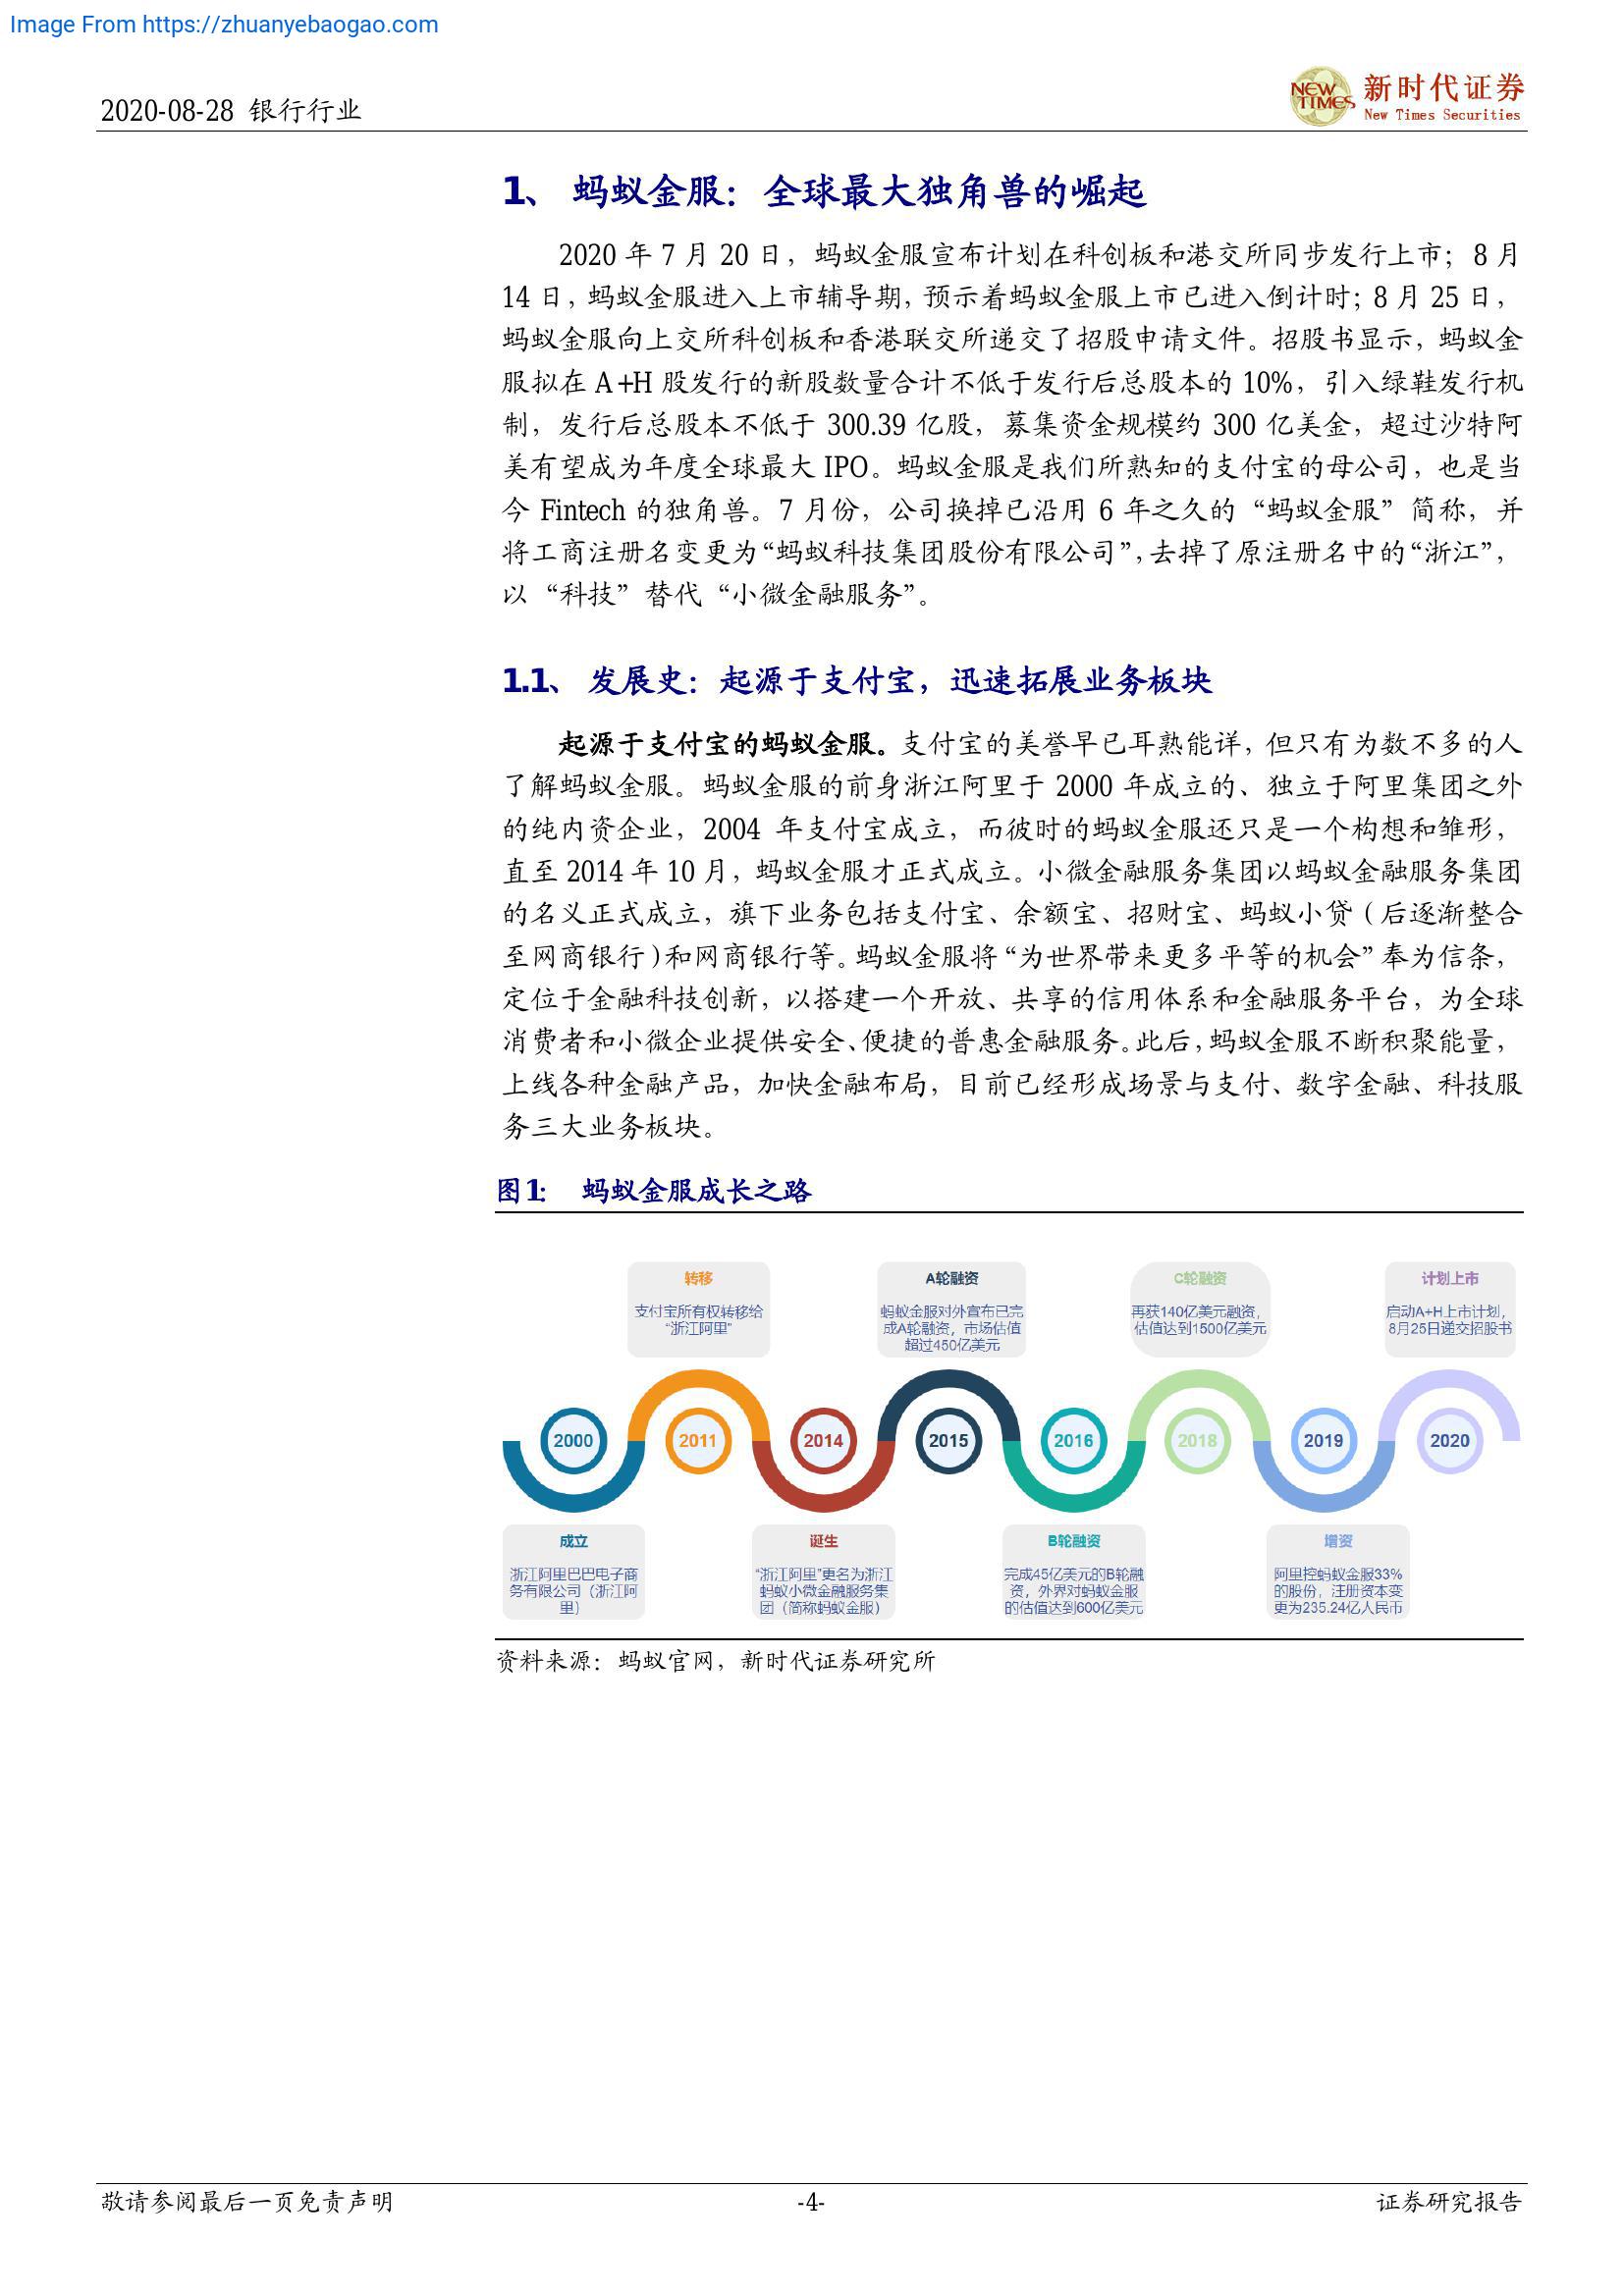 Image From https://zhuanyebaogao.com
2020-08-28 银行行业
NEW TIMES
新时代证券
New Times Securities
1、 蚂蚁金服：全球最大独角兽的崛起
2020 年 7 月 20 日，蚂蚁金服宣布计划在科创板和港交所同步发行上市；8 月
14 日，蚂蚁金服进入上市辅导期，预示着蚂蚁金服上市已进入倒计时；8 月 25 日，
蚂蚁金服向上交所科创板和香港联交所递交了招股申请文件。招股书显示，蚂蚁金
服拟在 A+H 股发行的新股数量合计不低于发行后总股本的 10%，引入绿鞋发行机
制，发行后总股本不低于 300.39 亿股，募集资金规模约 300 亿美金，超过沙特阿
美有望成为年度全球最大 IPO。蚂蚁金服是我们所熟知的支付宝的母公司，也是当
今 Fintech 的独角兽。7 月份，公司换掉已沿用 6 年之久的“蚂蚁金服”简称，并
将工商注册名变更为“蚂蚁科技集团股份有限公司”，去掉了原注册名中的“浙江”，
以“科技”替代“小微金融服务”。
1.1、 发展史：起源于支付宝，迅速拓展业务板块
起源于支付宝的蚂蚁金服。支付宝的美誉早已耳熟能详，但只有为数不多的人
了解蚂蚁金服。蚂蚁金服的前身浙江阿里于 2000 年成立的、独立于阿里集团之外
的纯内资企业，2004 年支付宝成立，而彼时的蚂蚁金服还只是一个构想和雏形，
直至 2014 年 10 月，蚂蚁金服才正式成立。小微金融服务集团以蚂蚁金融服务集团
的名义正式成立，旗下业务包括支付宝、余额宝、招财宝、蚂蚁小贷（后逐渐整合
至网商银行）和网商银行等。蚂蚁金服将“为世界带来更多平等的机会”奉为信条，
定位于金融科技创新，以搭建一个开放、共享的信用体系和金融服务平台，为全球
消费者和小微企业提供安全、便捷的普惠金融服务。此后，蚂蚁金服不断积聚能量，
上线各种金融产品，加快金融布局，目前已经形成场景与支付、数字金融、科技服
务三大业务板块。
图1： 蚂蚁金服成长之路
转移
支付宝所有权转移给
“浙江阿里”
A轮融资
蚂蚁金服对外宣布已完
成A轮融资，市场估值
超过450亿美元
C轮融资
再获140亿美元融资，
估值达到1500亿美元
计划上市
启动A+H上市计划，
8月25日递交招股书
2000 2011 2014 2015 2016 2018 2019 2020
成立
浙江阿里巴巴电子商
务有限公司（浙江阿
里）
诞生
“浙江阿里”更名为浙江
蚂蚁小微金融服务集
团（简称蚂蚁金服）
B轮融资
完成45亿美元的B轮融
资，外界对蚂蚁金服
的估值达到600亿美元
增资
阿里控蚂蚁金服33%
的股份，注册资本变
更为235.24亿人民币
资料来源：蚂蚁官网，新时代证券研究所
敬请参阅最后一页免责声明
-4-
证券研究报告